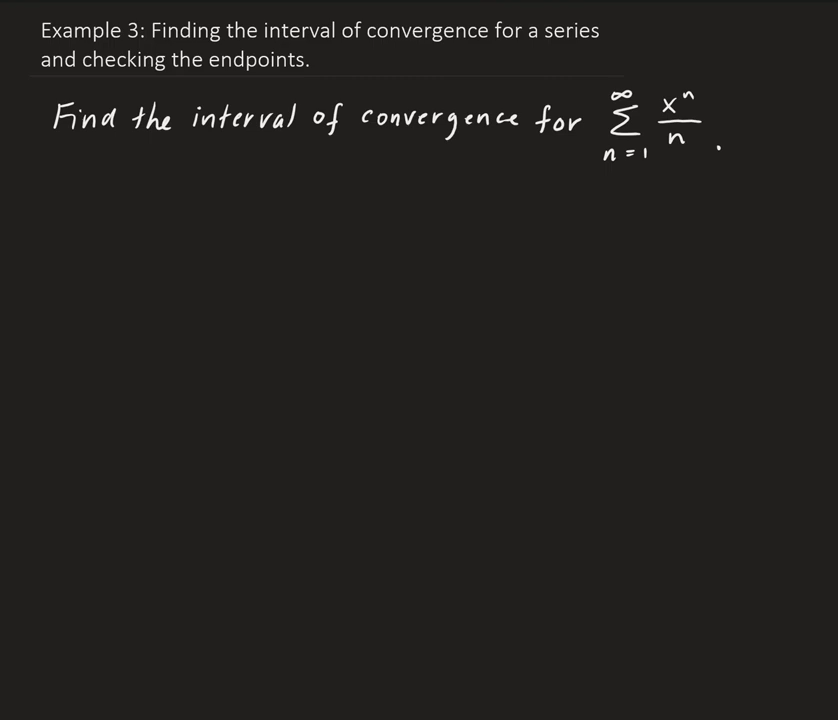 Example 3: Finding the interval of convergence for a series
and checking the endpoints.
Find the interval of convergence for ∑_{n=1}^{∞} xⁿ/n .